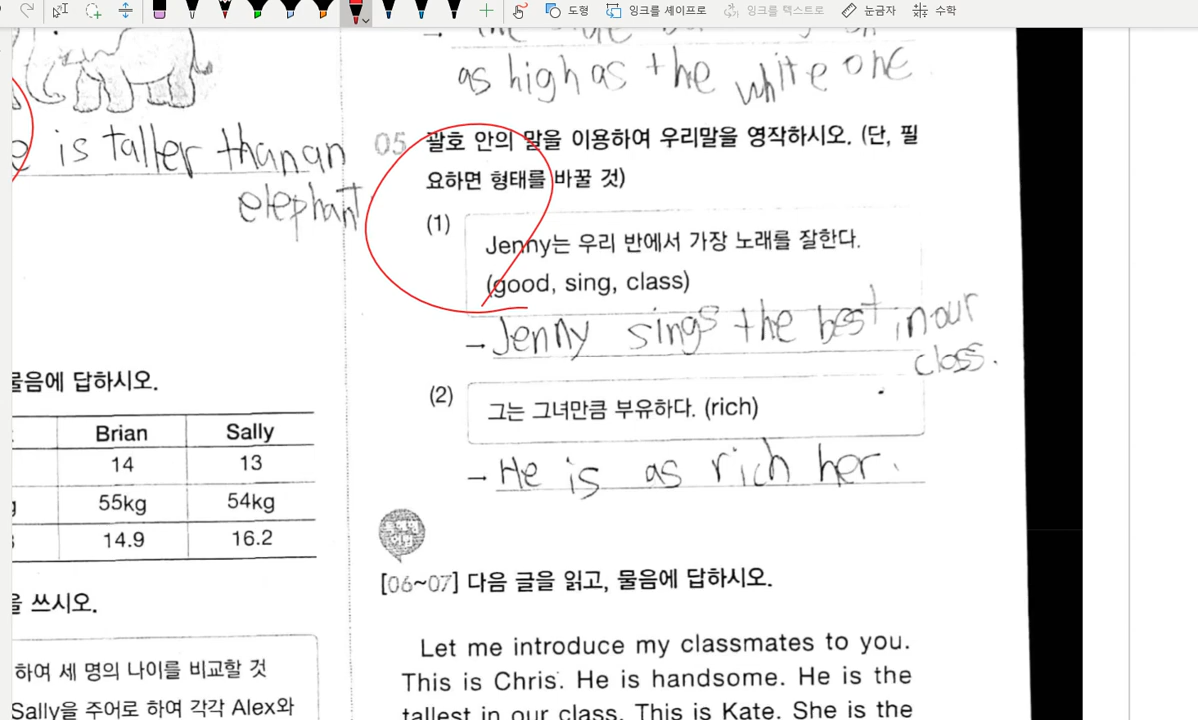 도형
잉크를 셰이프로
잉크를 텍스트로
눈금자
수학
is taller than an
elephant
물음에 답하시오.
Brian Sally
14 13
55kg 54kg
14.9 16.2
을 쓰시오.
하여 세 명의 나이를 비교할 것
Sally을 주어로 하여 각각 Alex와
as high as the white one
05 괄호 안의 말을 이용하여 우리말을 영작하시오. (단, 필
요하면 형태를 바꿀 것)
(1)
Jenny는 우리 반에서 가장 노래를 잘한다.
(good, sing, class)
→ Jenny sings the best in our
class.
(2)
그는 그녀만큼 부유하다. (rich)
→ He is as rich her.
[06~07] 다음 글을 읽고, 물음에 답하시오.
Let me introduce my classmates to you.
This is Chris. He is handsome. He is the
tallest in our class. This is Kate. She is the